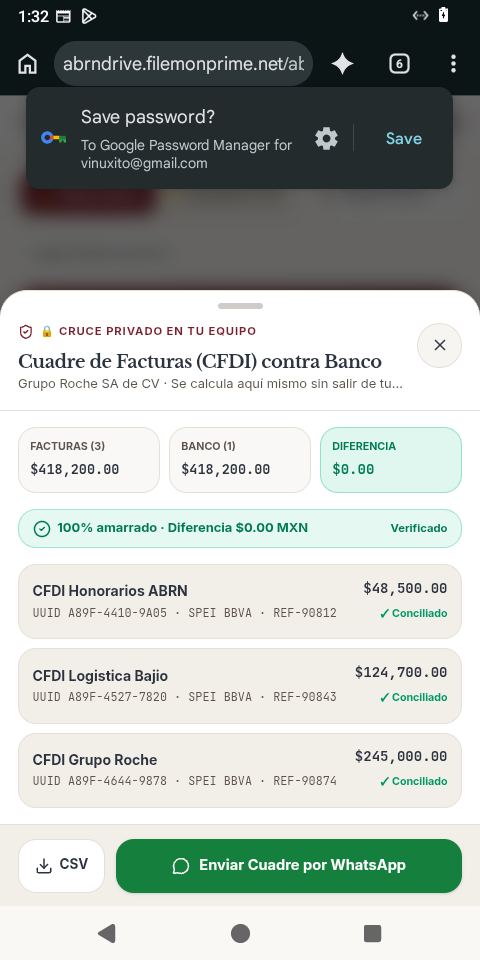 1:32
abrndrive.filemonprime.net/ab
6
Save password?
To Google Password Manager for
vinuxito@gmail.com
Save
🔒 CRUCE PRIVADO EN TU EQUIPO
Cuadre de Facturas (CFDI) contra Banco
Grupo Roche SA de CV · Se calcula aquí mismo sin salir de tu...
FACTURAS (3)
$418,200.00
BANCO (1)
$418,200.00
DIFERENCIA
$0.00
100% amarrado · Diferencia $0.00 MXN
Verificado
CFDI Honorarios ABRN
$48,500.00
UUID A89F-4410-9A05 · SPEI BBVA · REF-90812
✓ Conciliado
CFDI Logistica Bajio
$124,700.00
UUID A89F-4527-7820 · SPEI BBVA · REF-90843
✓ Conciliado
CFDI Grupo Roche
$245,000.00
UUID A89F-4644-9878 · SPEI BBVA · REF-90874
✓ Conciliado
CSV
Enviar Cuadre por WhatsApp